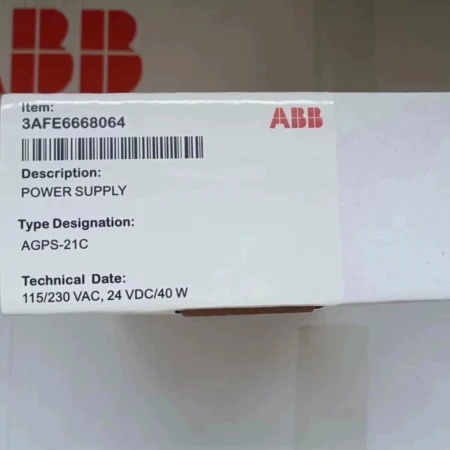 ABB
Item:
3AFE6668064
ABB
Description:
POWER SUPPLY
Type Designation:
AGPS-21C
Technical Date:
115/230 VAC, 24 VDC/40 W